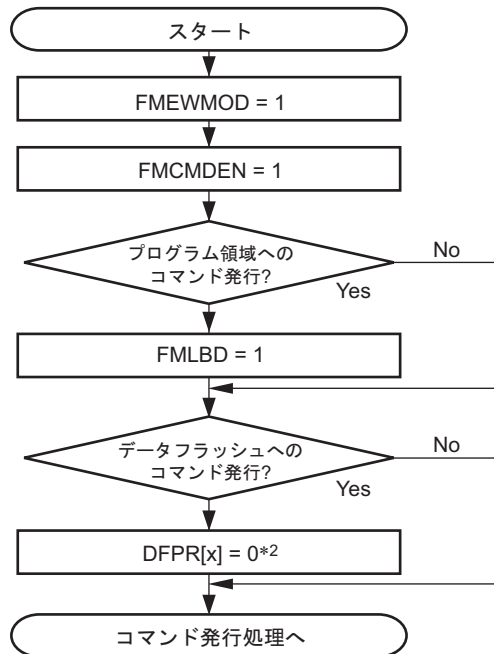 スタート
FMEWMOD = 1
FMCMDEN = 1
プログラム領域への
コマンド発行?
No
Yes
FMLBD = 1
データフラッシュへの
コマンド発行?
No
Yes
DFPR[x] = 0*2
コマンド発行処理へ